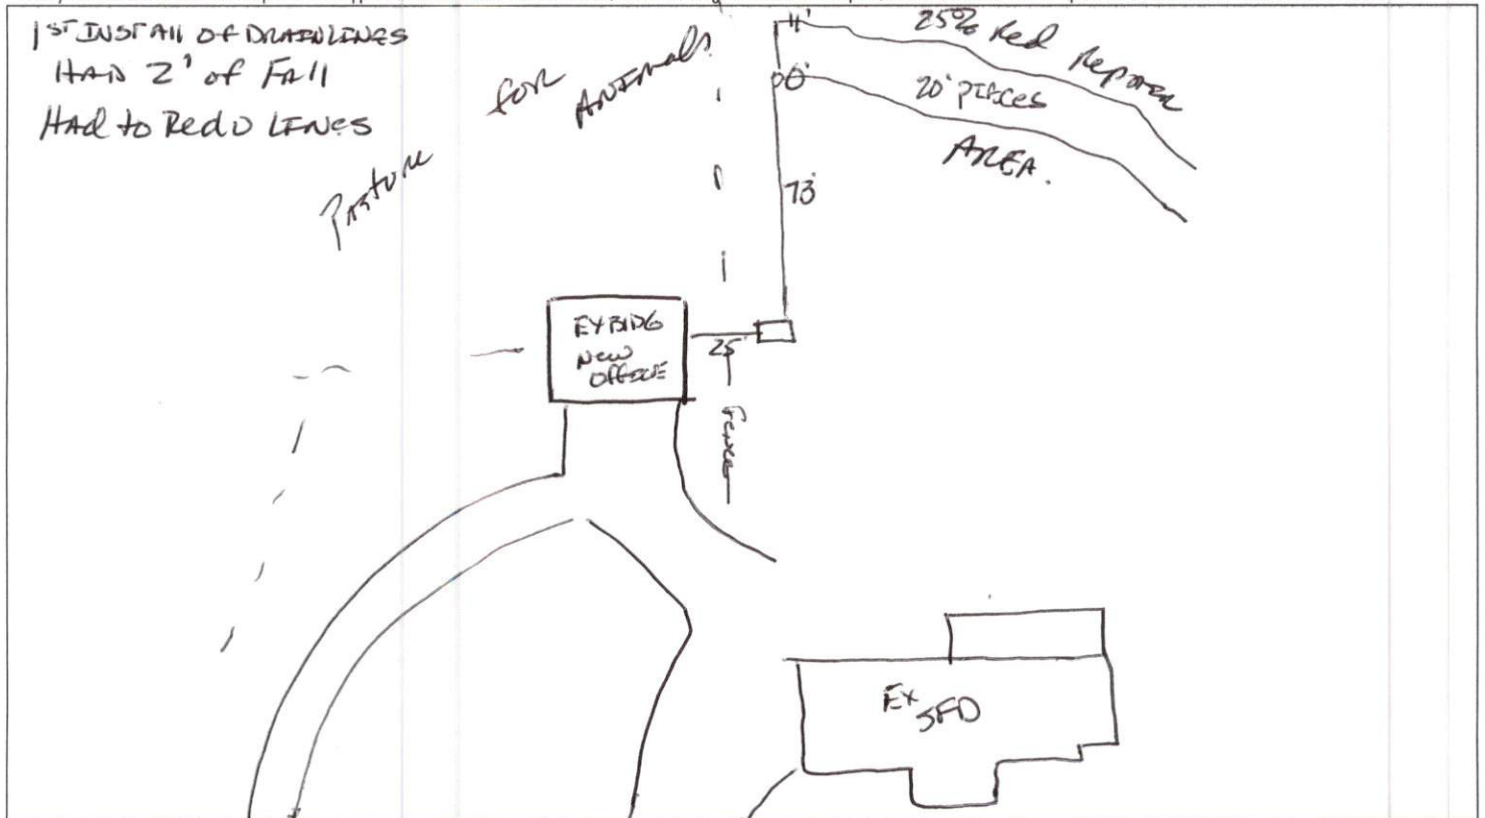 1ST INSTALL OF DRAINLINES
HAD 2' of FAll
HAd to RedO LINES
Pasture for Animals
11'
25% Red Repair
20' PIECES
AREA.
73'
EX BLDG
New
OFFICE
25'
Fence
EX
SFD